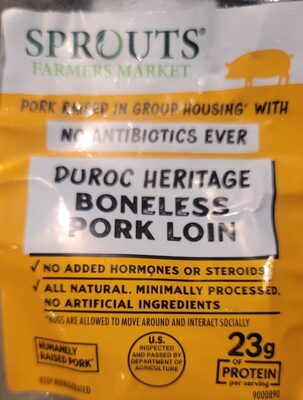 SPROUTS®
FARMERS MARKET
PORK RAISED IN GROUP HOUSING* WITH
NO ANTIBIOTICS EVER
DUROC HERITAGE
BONELESS
PORK LOIN
✓ NO ADDED HORMONES OR STEROIDS
✓ ALL NATURAL. MINIMALLY PROCESSED.
NO ARTIFICIAL INGREDIENTS
*HOGS ARE ALLOWED TO MOVE AROUND AND INTERACT SOCIALLY
HUMANELY
RAISED PORK*
KEEP REFRIGERATED
U.S.
INSPECTED
AND PASSED BY
DEPARTMENT OF
AGRICULTURE
23g
OF
PROTEIN
per serving
9000890